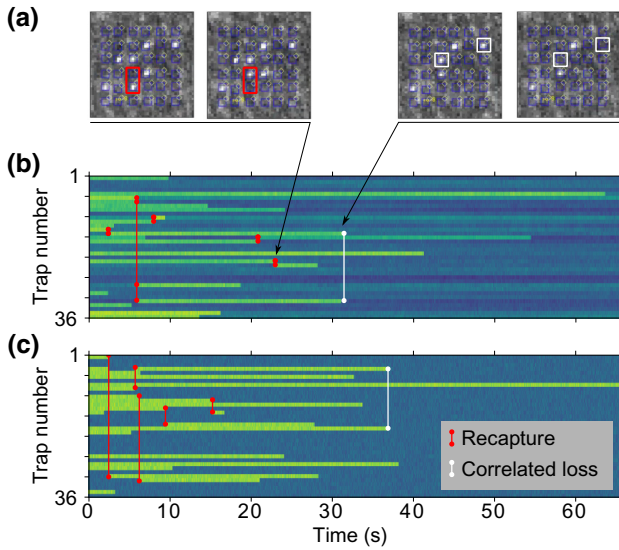 (a)
(b)
1
Trap number
36
(c)
1
Trap number
36
Recapture
Correlated loss
0 10 20 30 40 50 60
Time (s)